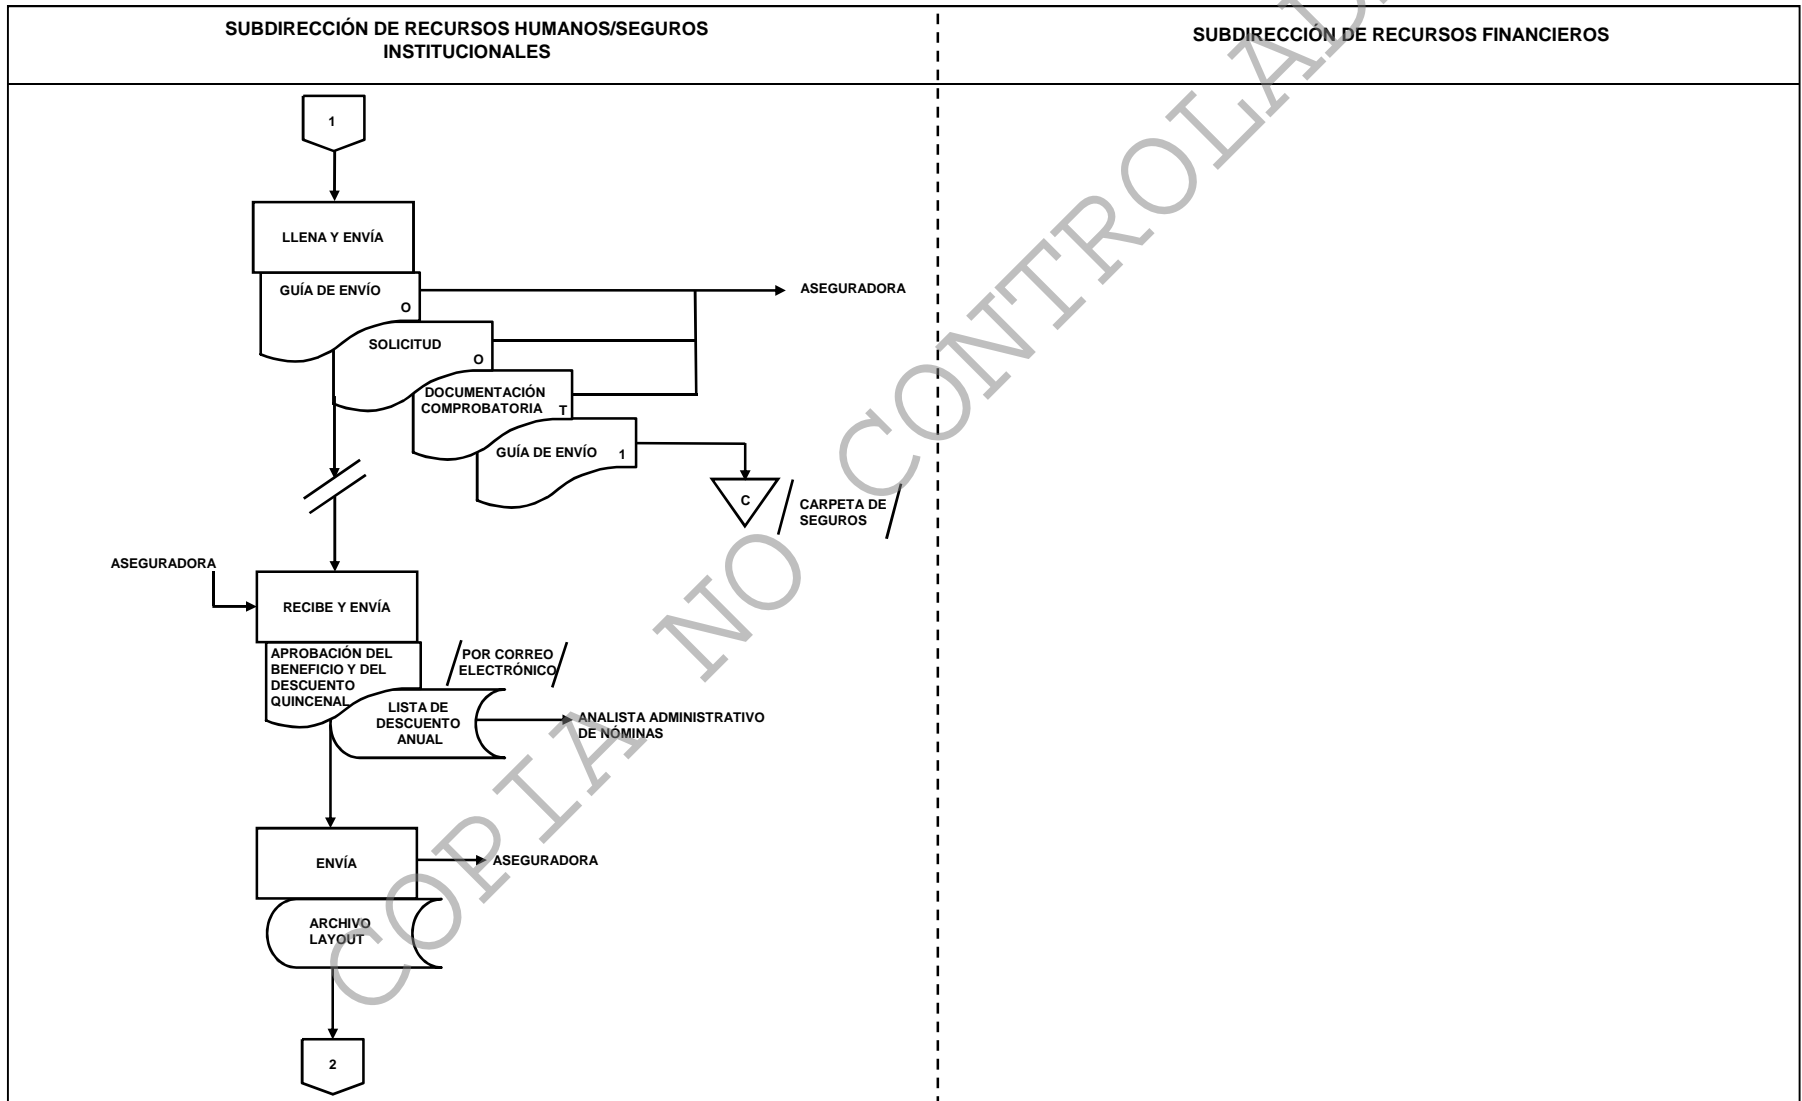 SUBDIRECCIÓN DE RECURSOS HUMANOS/SEGUROS
INSTITUCIONALES
SUBDIRECCIÓN DE RECURSOS FINANCIEROS
1
LLENA Y ENVÍA
GUÍA DE ENVÍO
O
ASEGURADORA
SOLICITUD
O
DOCUMENTACIÓN
COMPROBATORIA T
GUÍA DE ENVÍO 1
C
CARPETA DE
SEGUROS
ASEGURADORA
RECIBE Y ENVÍA
APROBACIÓN DEL
BENEFICIO Y DEL
DESCUENTO
QUINCENAL
POR CORREO
ELECTRÓNICO
LISTA DE
DESCUENTO
ANUAL
ANALISTA ADMINISTRATIVO
DE NÓMINAS
ENVÍA
ASEGURADORA
ARCHIVO
LAYOUT
2
COPIA NO CONTROLAD